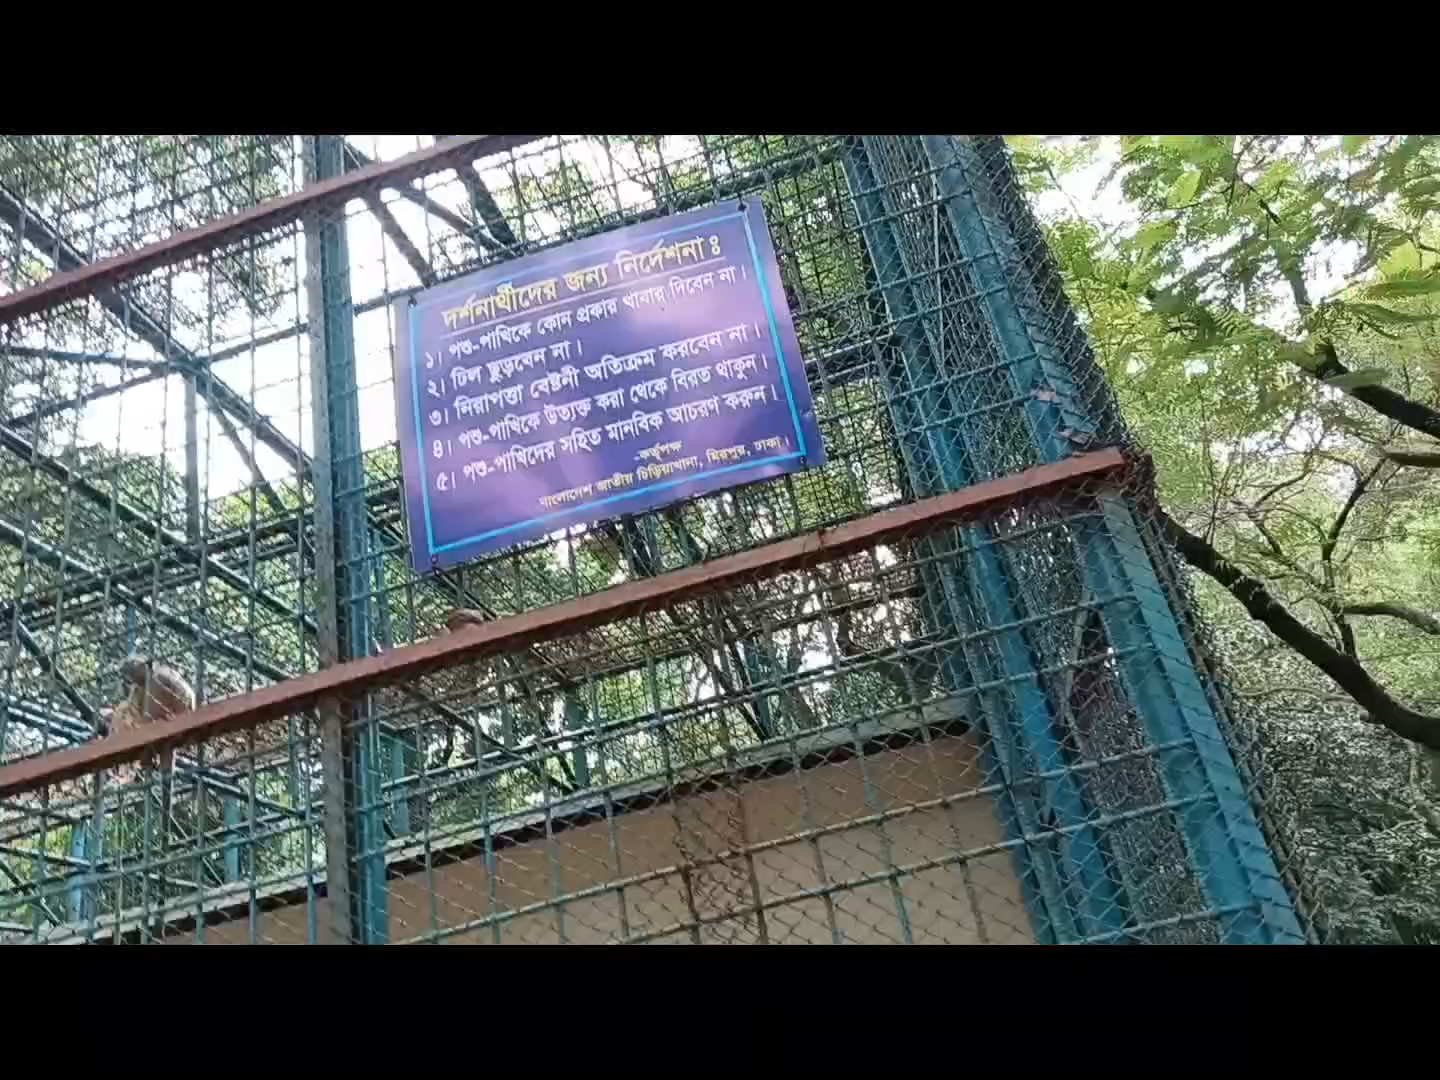 দর্শনার্থীদের জন্য নির্দেশনাঃ
১। পশু-পাখিকে কোন প্রকার খাবার দিবেন না।
২। ঢিল ছুড়বেন না।
৩। নিরাপত্তা বেষ্টনী অতিক্রম করবেন না।
৪। পশু-পাখিকে উত্যক্ত করা থেকে বিরত থাকুন।
৫। পশু-পাখিদের সহিত মানবিক আচরণ করুন।
-কর্তৃপক্ষ
বাংলাদেশ জাতীয় চিড়িয়াখানা, মিরপুর, ঢাকা।